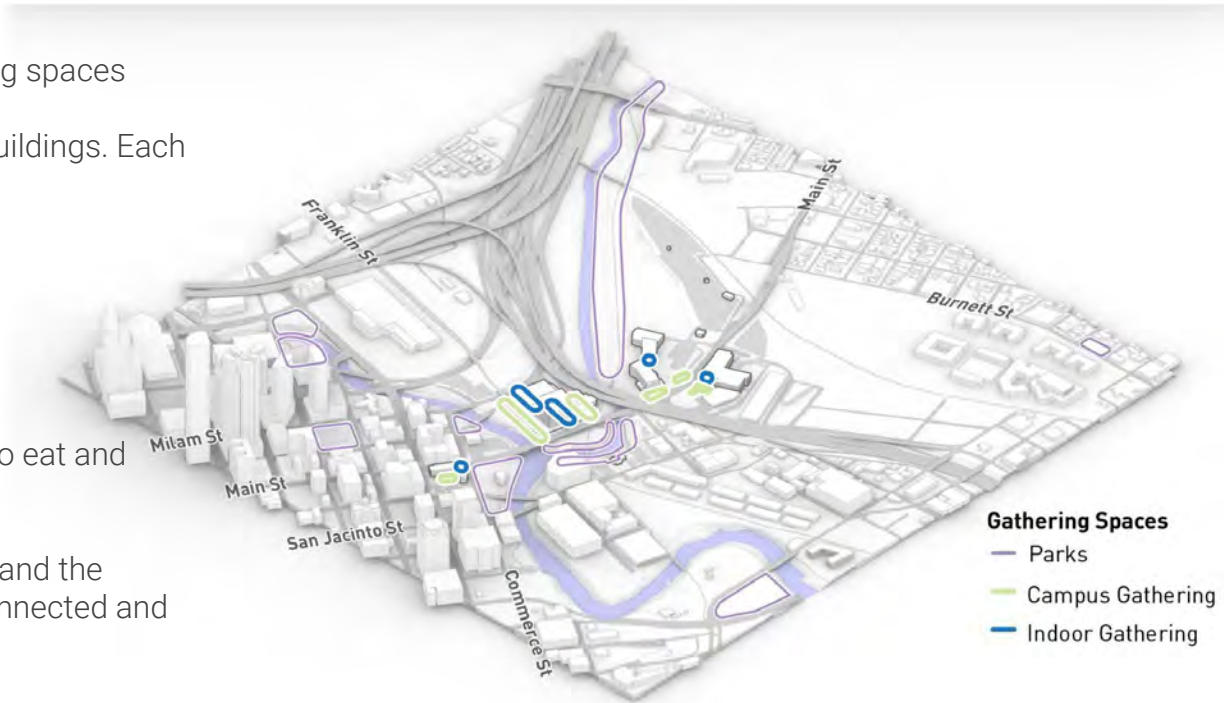 g spaces
uildings. Each
o eat and
and the
nnected and
Franklin St
Main St
Burnett St
Milam St
Main St
San Jacinto St
Commerce St
Gathering Spaces
Parks
Campus Gathering
Indoor Gathering